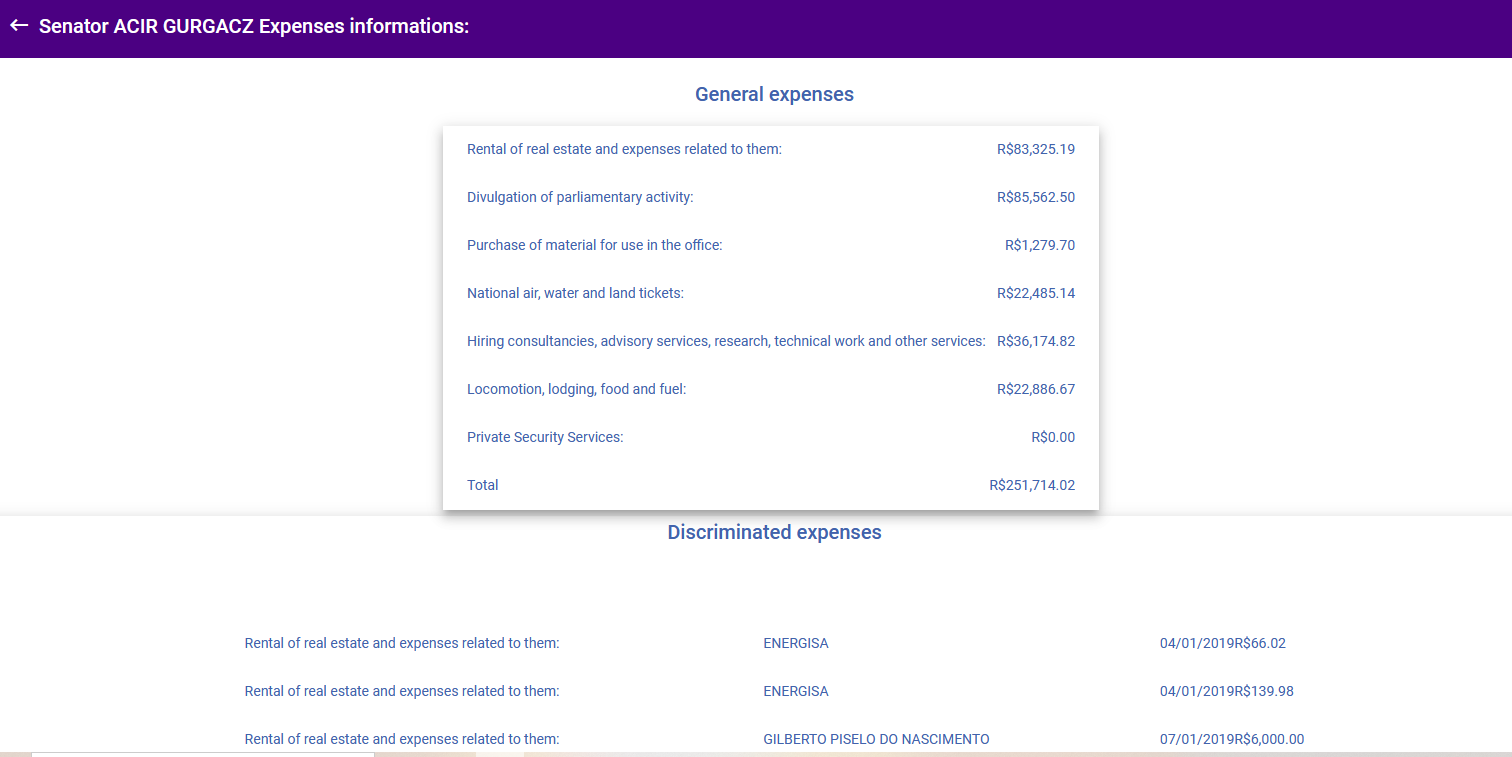 Senator ACIR GURGACZ Expenses informations:
General expenses
Rental of real estate and expenses related to them: R$83,325.19
Divulgation of parliamentary activity: R$85,562.50
Purchase of material for use in the office: R$1,279.70
National air, water and land tickets: R$22,485.14
Hiring consultancies, advisory services, research, technical work and other services: R$36,174.82
Locomotion, lodging, food and fuel: R$22,886.67
Private Security Services: R$0.00
Total R$251,714.02
Discriminated expenses
Rental of real estate and expenses related to them: ENERGISA 04/01/2019R$66.02
Rental of real estate and expenses related to them: ENERGISA 04/01/2019R$139.98
Rental of real estate and expenses related to them: GILBERTO PISELO DO NASCIMENTO 07/01/2019R$6,000.00